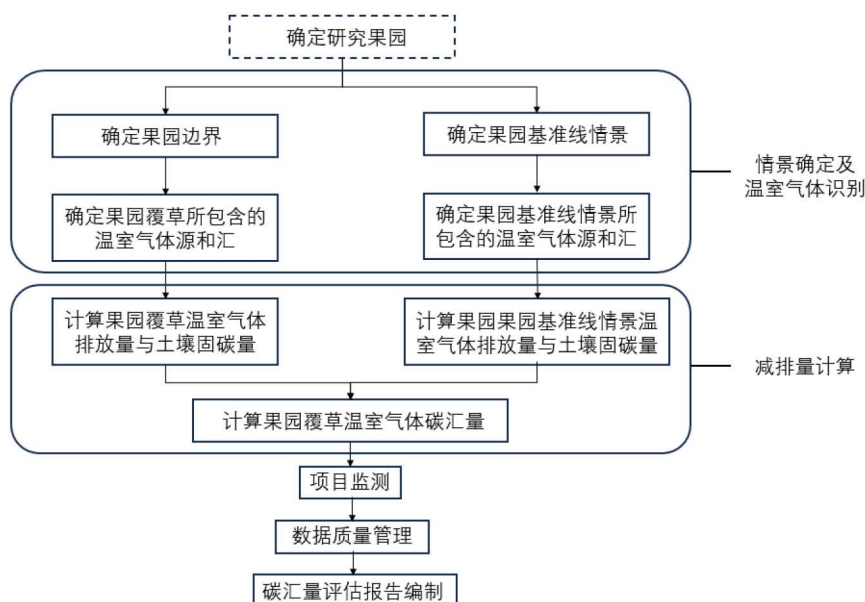 确定研究果园
确定果园边界
确定果园基准线情景
情景确定及
温室气体识别
确定果园覆草所包含的
温室气体源和汇
确定果园基准线情景所
包含的温室气体源和汇
计算果园覆草温室气体
排放量与土壤固碳量
计算果园果园基准线情景温
室气体排放量与土壤固碳量
减排量计算
计算果园覆草温室气体碳汇量
项目监测
数据质量管理
碳汇量评估报告编制